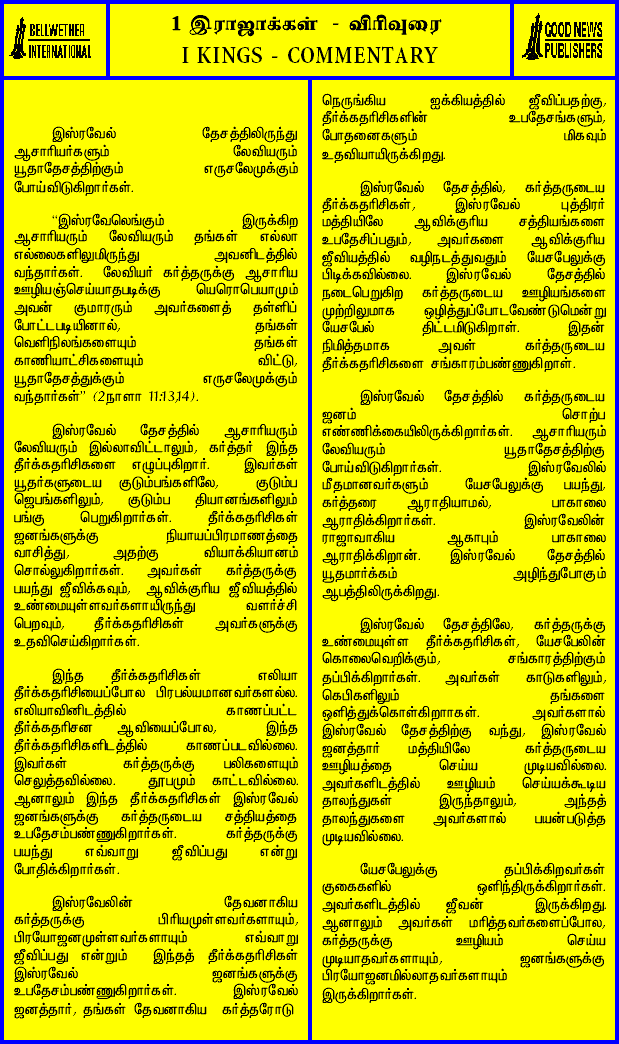 BELLWETHER
INTERNATIONAL
1 இராஜாக்கள் - விரிவுரை
I KINGS - COMMENTARY
GOOD NEWS
PUBLISHERS
இஸ்ரவேல் தேசத்திலிருந்து
ஆசாரியர்களும் லேவியரும்
யூதாதேசத்திற்கும் எருசலேமுக்கும்
போய்விடுகிறார்கள்.
“இஸ்ரவேலெங்கும் இருக்கிற
ஆசாரியரும் லேவியரும் தங்கள் எல்லா
எல்லைகளிலுமிருந்து அவனிடத்தில்
வந்தார்கள். லேவியர் கர்த்தருக்கு ஆசாரிய
ஊழியஞ்செய்யாதபடிக்கு யெரொபெயாமும்
அவன் குமாரரும் அவர்களைத் தள்ளிப்
போட்டபடியினால், தங்கள்
வெளிநிலங்களையும் தங்கள்
காணியாட்சிகளையும் விட்டு,
யூதாதேசத்துக்கும் எருசலேமுக்கும்
வந்தார்கள்” (2நாளா 11:13,14).
இஸ்ரவேல் தேசத்தில் ஆசாரியரும்
லேவியரும் இல்லாவிட்டாலும், கர்த்தர் இந்த
தீர்க்கதரிசிகளை எழுப்புகிறார். இவர்கள்
யூதர்களுடைய குடும்பங்களிலே, குடும்ப
ஜெபங்களிலும், குடும்ப தியானங்களிலும்
பங்கு பெறுகிறார்கள். தீர்க்கதரிசிகள்
ஜனங்களுக்கு நியாயப்பிரமாணத்தை
வாசித்து, அதற்கு வியாக்கியானம்
சொல்லுகிறார்கள். அவர்கள் கர்த்தருக்கு
பயந்து ஜீவிக்கவும், ஆவிக்குரிய ஜீவியத்தில்
உண்மையுள்ளவர்களாயிருந்து வளர்ச்சி
பெறவும், தீர்க்கதரிசிகள் அவர்களுக்கு
உதவிசெய்கிறார்கள்.
இந்த தீர்க்கதரிசிகள் எலியா
தீர்க்கதரிசியைப்போல பிரபல்யமானவர்களல்ல.
எலியாவினிடத்தில் காணப்பட்ட
தீர்க்கதரிசன ஆவியைப்போல, இந்த
தீர்க்கதரிசிகளிடத்தில் காணப்படவில்லை.
இவர்கள் கர்த்தருக்கு பலிகளையும்
செலுத்தவில்லை. தூபமும் காட்டவில்லை.
ஆனாலும் இந்த தீர்க்கதரிசிகள் இஸ்ரவேல்
ஜனங்களுக்கு கர்த்தருடைய சத்தியத்தை
உபதேசம்பண்ணுகிறார்கள். கர்த்தருக்கு
பயந்து எவ்வாறு ஜீவிப்பது என்று
போதிக்கிறார்கள்.
இஸ்ரவேலின் தேவனாகிய
கர்த்தருக்கு பிரியமுள்ளவர்களாயும்,
பிரயோஜனமுள்ளவர்களாயும் எவ்வாறு
ஜீவிப்பது என்றும் இந்தத் தீர்க்கதரிசிகள்
இஸ்ரவேல் ஜனங்களுக்கு
உபதேசம்பண்ணுகிறார்கள். இஸ்ரவேல்
ஜனத்தார், தங்கள் தேவனாகிய கர்த்தரோடு
நெருங்கிய ஐக்கியத்தில் ஜீவிப்பதற்கு,
தீர்க்கதரிசிகளின் உபதேசங்களும்,
போதனைகளும் மிகவும்
உதவியாயிருக்கிறது.
இஸ்ரவேல் தேசத்தில், கர்த்தருடைய
தீர்க்கதரிசிகள், இஸ்ரவேல் புத்திரர்
மத்தியிலே ஆவிக்குரிய சத்தியங்களை
உபதேசிப்பதும், அவர்களை ஆவிக்குரிய
ஜீவியத்தில் வழிநடத்துவதும் யேசபேலுக்கு
பிடிக்கவில்லை. இஸ்ரவேல் தேசத்தில்
நடைபெறுகிற கர்த்தருடைய ஊழியங்களை
முற்றிலுமாக ஒழித்துப்போடவேண்டுமென்று
யேசபேல் திட்டமிடுகிறாள். இதன்
நிமித்தமாக அவள் கர்த்தருடைய
தீர்க்கதரிசிகளை சங்காரம்பண்ணுகிறாள்.
இஸ்ரவேல் தேசத்தில் கர்த்தருடைய
ஜனம் சொற்ப
எண்ணிக்கையிலிருக்கிறார்கள். ஆசாரியரும்
லேவியரும் யூதாதேசத்திற்கு
போய்விடுகிறார்கள். இஸ்ரவேலில்
மீதமானவர்களும் யேசபேலுக்கு பயந்து,
கர்த்தரை ஆராதியாமல், பாகாலை
ஆராதிக்கிறார்கள். இஸ்ரவேலின்
ராஜாவாகிய ஆகாபும் பாகாலை
ஆராதிக்கிறான். இஸ்ரவேல் தேசத்தில்
யூதமார்க்கம் அழிந்துபோகும்
ஆபத்திலிருக்கிறது.
இஸ்ரவேல் தேசத்திலே, கர்த்தருக்கு
உண்மையுள்ள தீர்க்கதரிசிகள், யேசபேலின்
கொலைவெறிக்கும், சங்காரத்திற்கும்
தப்பிக்கிறார்கள். அவர்கள் காடுகளிலும்,
கெபிகளிலும் தங்களை
ஒளித்துக்கொள்கிறாாகள். அவர்களால்
இஸ்ரவேல் தேசத்திற்கு வந்து, இஸ்ரவேல்
ஜனத்தார் மத்தியிலே கர்த்தருடைய
ஊழியத்தை செய்ய முடியவில்லை.
அவர்களிடத்தில் ஊழியம் செய்யக்கூடிய
தாலந்துகள் இருந்தாலும், அந்தத்
தாலந்துகளை அவர்களால் பயன்படுத்த
முடியவில்லை.
யேசபேலுக்கு தப்பிக்கிறவர்கள்
குகைகளில் ஒளிந்திருக்கிறார்கள்.
அவர்களிடத்தில் ஜீவன் இருக்கிறது.
ஆனாலும் அவர்கள் மரித்தவர்களைப்போல,
கர்த்தருக்கு ஊழியம் செய்ய
முடியாதவர்களாயும், ஜனங்களுக்கு
பிரயோஜனமில்லாதவர்களாயும்
இருக்கிறார்கள்.